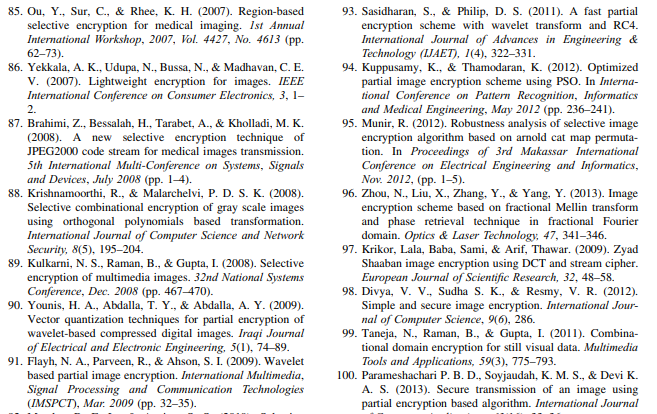 85. Ou, Y., Sur, C., & Rhee, K. H. (2007). Region-based
selective encryption for medical imaging. 1st Annual
International Workshop, 2007, Vol. 4427, No. 4613 (pp.
62–73).
86. Yekkala, A. K., Udupa, N., Bussa, N., & Madhavan, C. E.
V. (2007). Lightweight encryption for images. IEEE
International Conference on Consumer Electronics, 3, 1–
2.
87. Brahimi, Z., Bessalah, H., Tarabet, A., & Kholladi, M. K.
(2008). A new selective encryption technique of
JPEG2000 code stream for medical images transmission.
5th International Multi-Conference on Systems, Signals
and Devices, July 2008 (pp. 1–4).
88. Krishnamoorthi, R., & Malarchelvi, P. D. S. K. (2008).
Selective combinational encryption of gray scale images
using orthogonal polynomials based transformation.
International Journal of Computer Science and Network
Security, 8(5), 195–204.
89. Kulkarni, N. S., Raman, B., & Gupta, I. (2008). Selective
encryption of multimedia images. 32nd National Systems
Conference, Dec. 2008 (pp. 467–470).
90. Younis, H. A., Abdalla, T. Y., & Abdalla, A. Y. (2009).
Vector quantization techniques for partial encryption of
wavelet-based compressed digital images. Iraqi Journal
of Electrical and Electronic Engineering, 5(1), 74–89.
91. Flayh, N. A., Parveen, R., & Ahson, S. I. (2009). Wavelet
based partial image encryption. International Multimedia,
Signal Processing and Communication Technologies
(IMSPCT), Mar. 2009 (pp. 32–35).
93. Sasidharan, S., & Philip, D. S. (2011). A fast partial
encryption scheme with wavelet transform and RC4.
International Journal of Advances in Engineering &
Technology (IJAET), 1(4), 322–331.
94. Kuppusamy, K., & Thamodaran, K. (2012). Optimized
partial image encryption scheme using PSO. In Interna-
tional Conference on Pattern Recognition, Informatics
and Medical Engineering, May 2012 (pp. 236–241).
95. Munir, R. (2012). Robustness analysis of selective image
encryption algorithm based on arnold cat map permuta-
tion. In Proceedings of 3rd Makassar International
Conference on Electrical Engineering and Informatics,
Nov. 2012, (pp. 1–5).
96. Zhou, N., Liu, X., Zhang, Y., & Yang, Y. (2013). Image
encryption scheme based on fractional Mellin transform
and phase retrieval technique in fractional Fourier
domain. Optics & Laser Technology, 47, 341–346.
97. Krikor, Lala, Baba, Sami, & Arif, Thawar. (2009). Zyad
Shaaban image encryption using DCT and stream cipher.
European Journal of Scientific Research, 32, 48–58.
98. Divya, V. V., Sudha S. K., & Resmy, V. R. (2012).
Simple and secure image encryption. International Jour-
nal of Computer Science, 9(6), 286.
99. Taneja, N., Raman, B., & Gupta, I. (2011). Combina-
tional domain encryption for still visual data. Multimedia
Tools and Applications, 59(3), 775–793.
100. Parameshachari P. B. D., Soyjaudah, K. M. S., & Devi K.
A. S. (2013). Secure transmission of an image using
partial encryption based algorithm. International